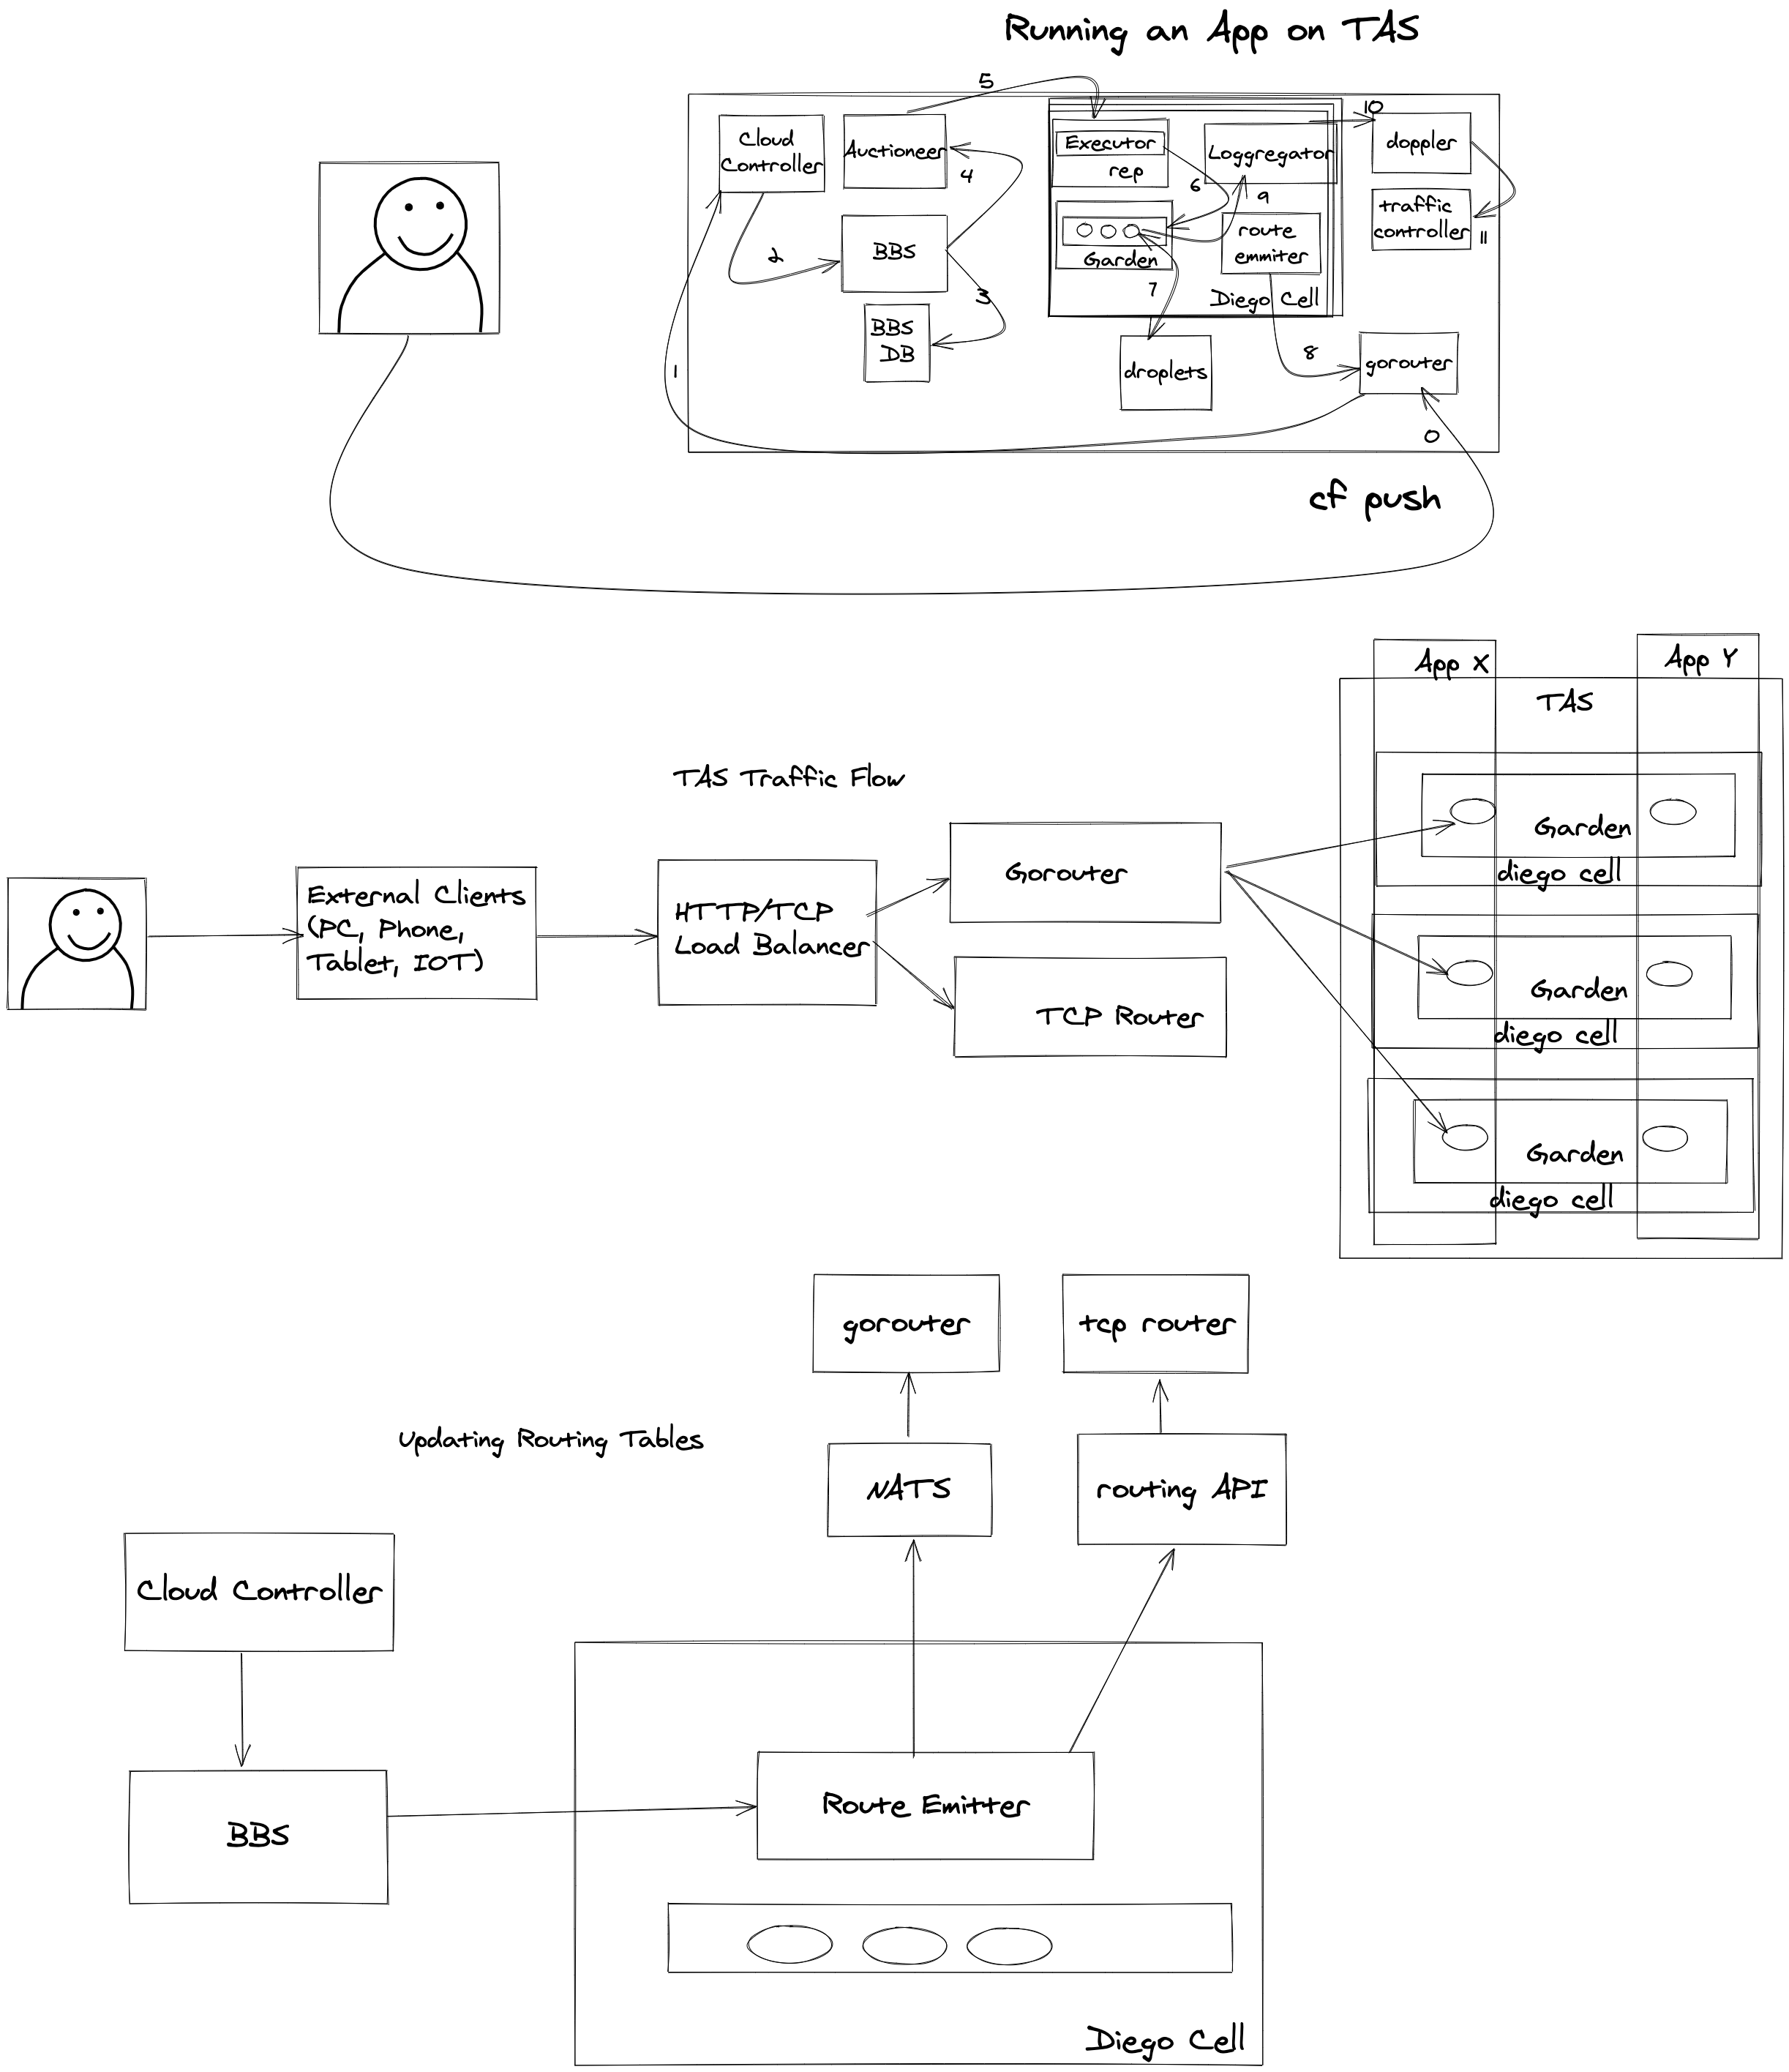 Running an App on TAS
5
10
Cloud
Controller
Auctioneer
4
Executor
rep
Loggregator
doppler
6
9
traffic
controller
11
2
BBS
Garden
route
emmiter
3
7
Diego Cell
BBS
DB
1
droplets
8
gorouter
0
cf push
App X
App Y
TAS
TAS Traffic Flow
External Clients
(PC, Phone,
Tablet, IOT)
HTTP/TCP
Load Balancer
Gorouter
TCP Router
Garden
diego cell
Garden
diego cell
Garden
diego cell
gorouter
tcp router
Updating Routing Tables
NATS
routing API
Cloud Controller
BBS
Route Emitter
Diego Cell